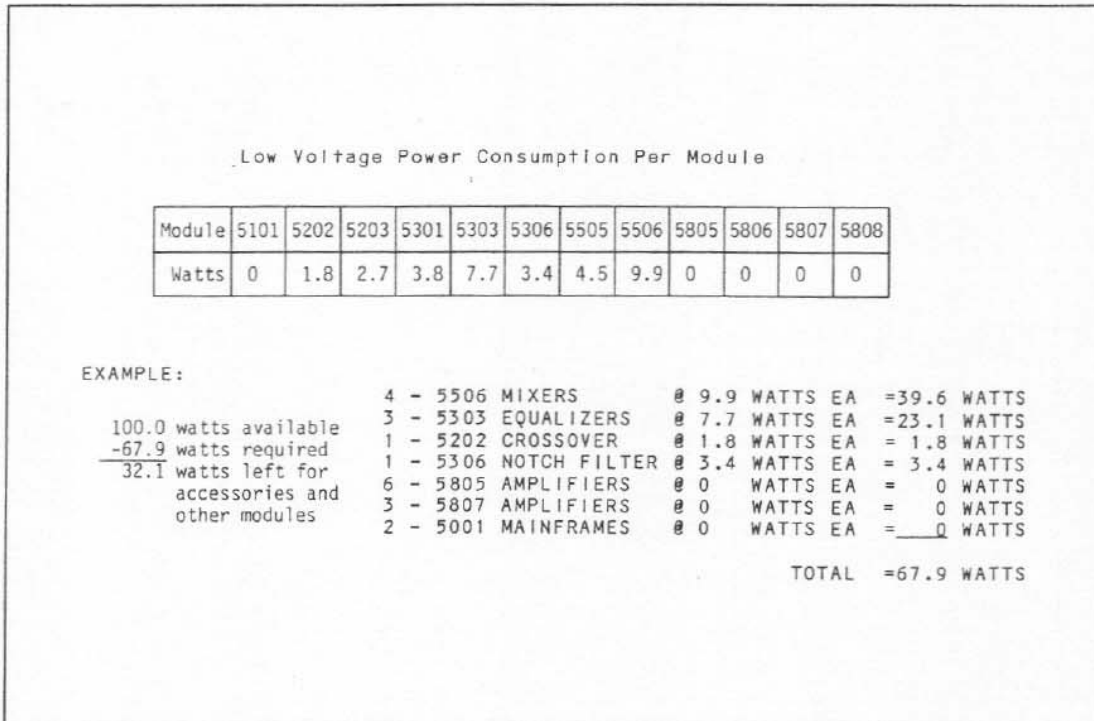 Low Voltage Power Consumption Per Module
Module 5101 5202 5203 5301 5303 5306 5505 5506 5805 5806 5807 5808
Watts 0 1.8 2.7 3.8 7.7 3.4 4.5 9.9 0 0 0 0
EXAMPLE:
100.0 watts available
-67.9 watts required
32.1 watts left for
accessories and
other modules
4 - 5506 MIXERS @ 9.9 WATTS EA =39.6 WATTS
3 - 5303 EQUALIZERS @ 7.7 WATTS EA =23.1 WATTS
1 - 5202 CROSSOVER @ 1.8 WATTS EA = 1.8 WATTS
1 - 5306 NOTCH FILTER @ 3.4 WATTS EA = 3.4 WATTS
6 - 5805 AMPLIFIERS @ 0 WATTS EA = 0 WATTS
3 - 5807 AMPLIFIERS @ 0 WATTS EA = 0 WATTS
2 - 5001 MAINFRAMES @ 0 WATTS EA = 0 WATTS
TOTAL =67.9 WATTS